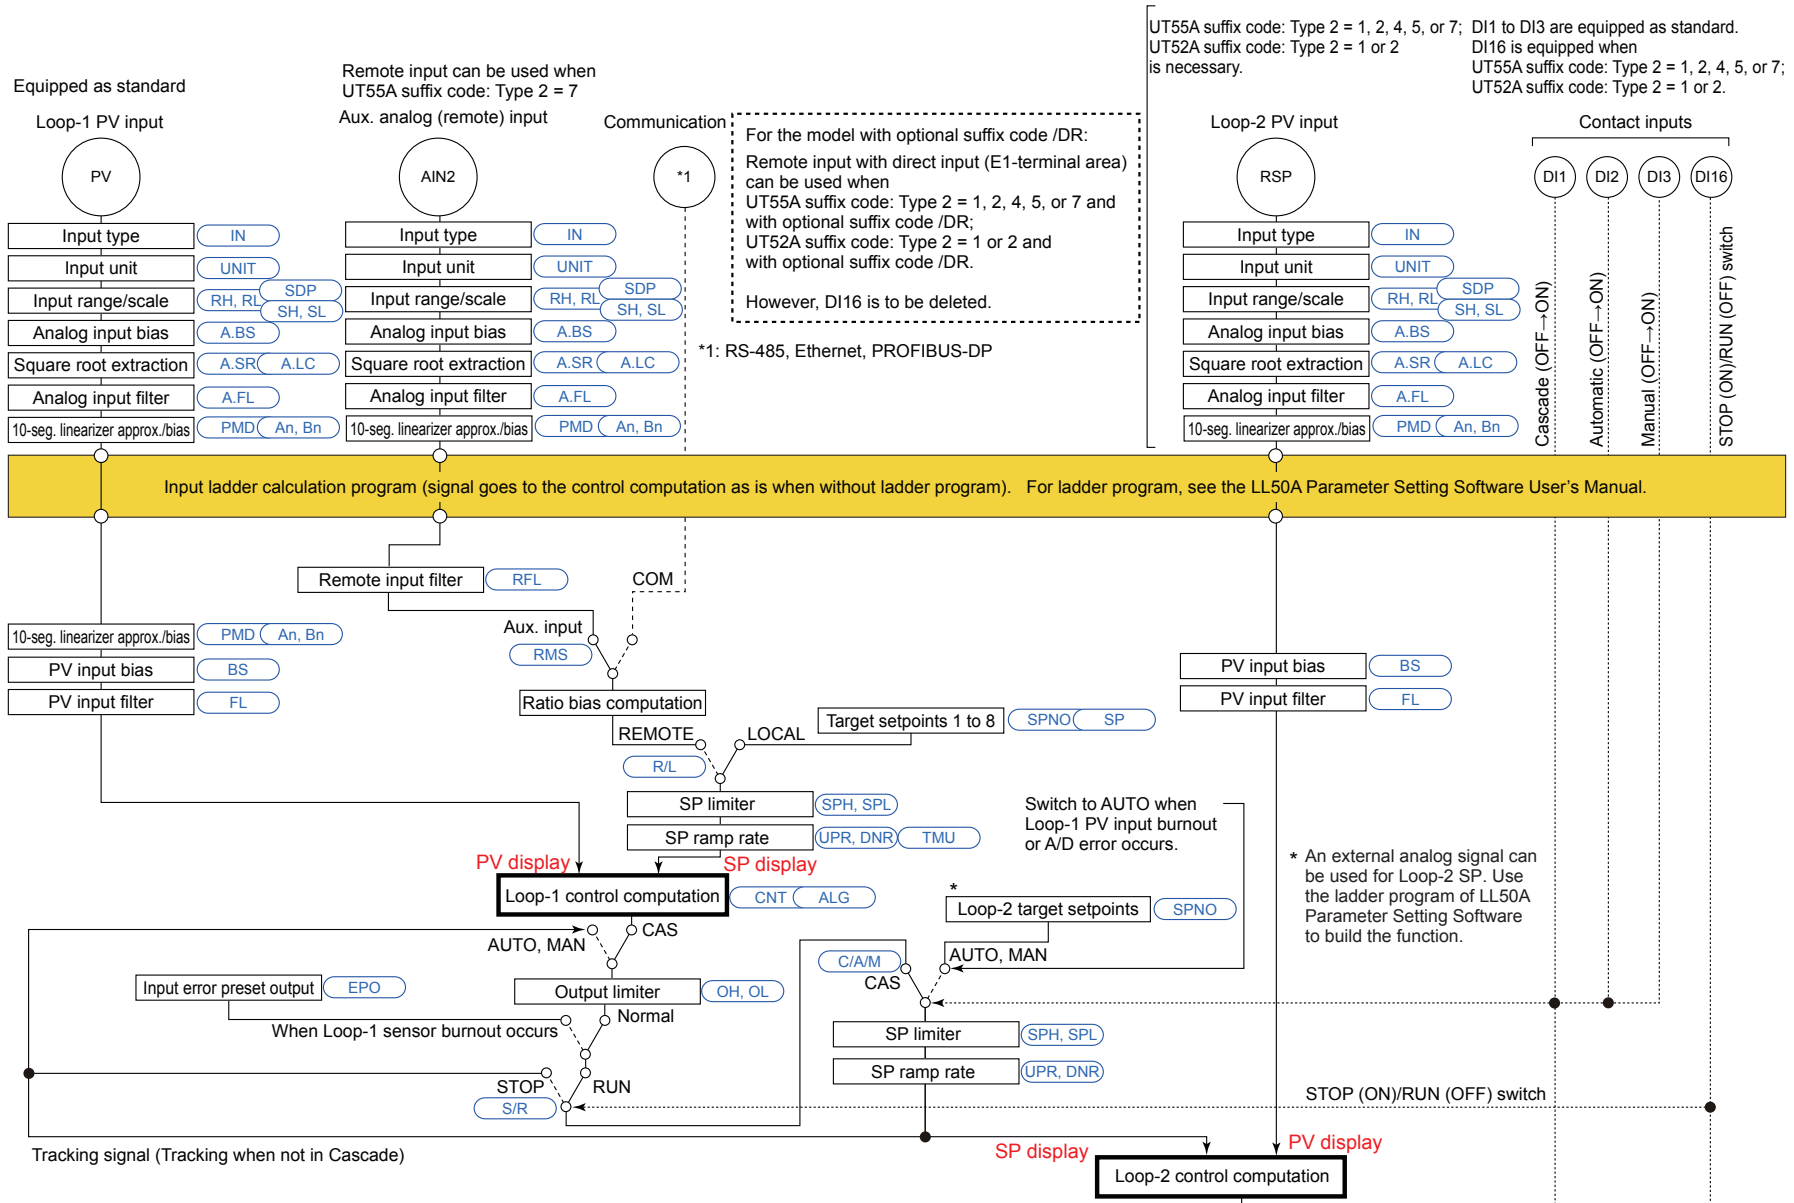 UT55A suffix code: Type 2 = 1, 2, 4, 5, or 7;
UT52A suffix code: Type 2 = 1 or 2
is necessary.
DI1 to DI3 are equipped as standard.
DI16 is equipped when
UT55A suffix code: Type 2 = 1, 2, 4, 5, or 7;
UT52A suffix code: Type 2 = 1 or 2.
Equipped as standard
Remote input can be used when
UT55A suffix code: Type 2 = 7
Loop-1 PV input
Aux. analog (remote) input
Communication
Loop-2 PV input
Contact inputs
PV
AIN2
*1
RSP
DI1
DI2
DI3
DI16
For the model with optional suffix code /DR:
Remote input with direct input (E1-terminal area)
can be used when
UT55A suffix code: Type 2 = 1, 2, 4, 5, or 7 and
with optional suffix code /DR;
UT52A suffix code: Type 2 = 1 or 2 and
with optional suffix code /DR.
However, DI16 is to be deleted.
*1: RS-485, Ethernet, PROFIBUS-DP
Input type
IN
Input unit
UNIT
Input range/scale
RH, RL
SDP
SH, SL
Analog input bias
A.BS
Square root extraction
A.SR
A.LC
Analog input filter
A.FL
10-seg. linearizer approx./bias
PMD
An, Bn
Input type
IN
Input unit
UNIT
Input range/scale
RH, RL
SDP
SH, SL
Analog input bias
A.BS
Square root extraction
A.SR
A.LC
Analog input filter
A.FL
10-seg. linearizer approx./bias
PMD
An, Bn
Input type
IN
Input unit
UNIT
Input range/scale
RH, RL
SDP
SH, SL
Analog input bias
A.BS
Square root extraction
A.SR
A.LC
Analog input filter
A.FL
10-seg. linearizer approx./bias
PMD
An, Bn
Cascade (OFF→ON)
Automatic (OFF→ON)
Manual (OFF→ON)
STOP (ON)/RUN (OFF) switch
Input ladder calculation program (signal goes to the control computation as is when without ladder program). For ladder program, see the LL50A Parameter Setting Software User's Manual.
Remote input filter
RFL
COM
Aux. input
RMS
10-seg. linearizer approx./bias
PMD
An, Bn
PV input bias
BS
PV input filter
FL
PV input bias
BS
PV input filter
FL
Ratio bias computation
Target setpoints 1 to 8
SPNO
SP
REMOTE
LOCAL
R/L
SP limiter
SPH, SPL
SP ramp rate
UPR, DNR
TMU
Switch to AUTO when
Loop-1 PV input burnout
or A/D error occurs.
PV display
SP display
Loop-1 control computation
CNT
ALG
* An external analog signal can
be used for Loop-2 SP. Use
the ladder program of LL50A
Parameter Setting Software
to build the function.
*
Loop-2 target setpoints
SPNO
AUTO, MAN
CAS
C/A/M
CAS
AUTO, MAN
Input error preset output
EPO
Output limiter
OH, OL
When Loop-1 sensor burnout occurs
Normal
SP limiter
SPH, SPL
SP ramp rate
UPR, DNR
STOP
RUN
S/R
STOP (ON)/RUN (OFF) switch
Tracking signal (Tracking when not in Cascade)
SP display
PV display
Loop-2 control computation